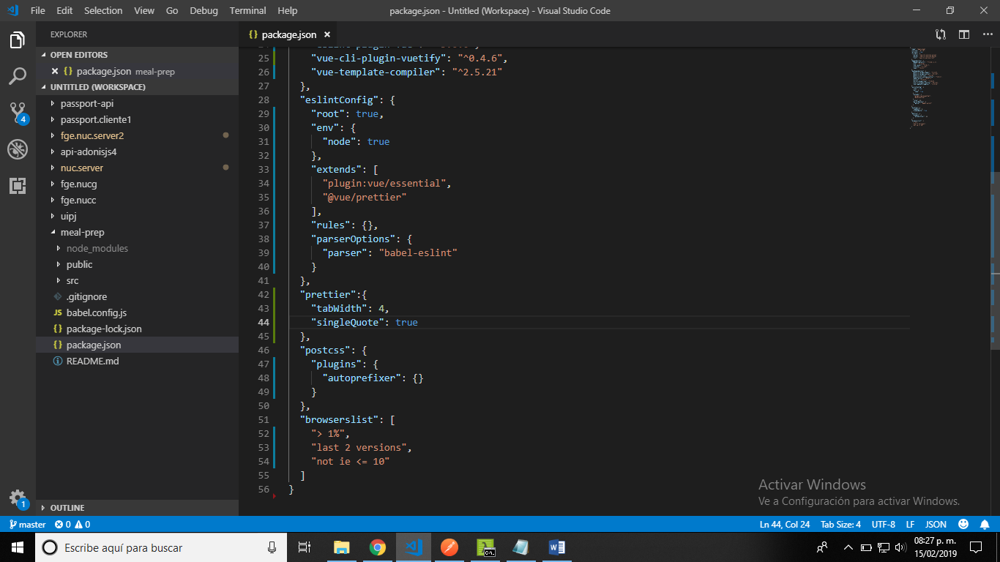 File Edit Selection View Go Debug Terminal Help
package.json - Untitled (Workspace) - Visual Studio Code
EXPLORER
OPEN EDITORS
package.json meal-prep
UNTITLED (WORKSPACE)
passport-api
passport.cliente1
fge.nuc.server2
api-adonisjs4
nuc.server
fge.nucg
fge.nucc
uipj
meal-prep
node_modules
public
src
.gitignore
JS babel.config.js
{} package-lock.json
{} package.json
README.md
OUTLINE
4
1
{} package.json
25 "vue-cli-plugin-vuetify": "^0.4.6",
26 "vue-template-compiler": "^2.5.21"
27 },
28 "eslintConfig": {
29 "root": true,
30 "env": {
31 "node": true
32 },
33 "extends": [
34 "plugin:vue/essential",
35 "@vue/prettier"
36 ],
37 "rules": {},
38 "parserOptions": {
39 "parser": "babel-eslint"
40 }
41 },
42 "prettier":{
43 "tabWidth": 4,
44 "singleQuote": true
45 },
46 "postcss": {
47 "plugins": {
48 "autoprefixer": {}
49 }
50 },
51 "browserslist": [
52 "> 1%",
53 "last 2 versions",
54 "not ie <= 10"
55 ]
56 }
Activar Windows
Ve a Configuración para activar Windows.
master 0 0
Ln 44, Col 24 Tab Size: 4 UTF-8 LF JSON
Escribe aquí para buscar
08:27 p. m.
15/02/2019